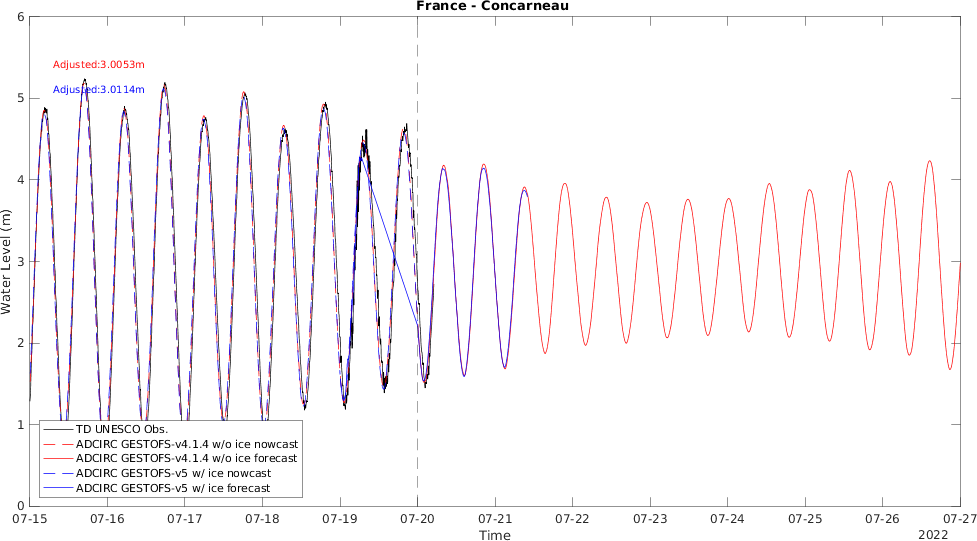 France - Concarneau
Adjusted:3.0053m
Adjusted:3.0114m
Water Level (m)
6
5
4
3
2
1
0
TD UNESCO Obs.
ADCIRC GESTOFS-v4.1.4 w/o ice nowcast
ADCIRC GESTOFS-v4.1.4 w/o ice forecast
ADCIRC GESTOFS-v5 w/ ice nowcast
ADCIRC GESTOFS-v5 w/ ice forecast
07-15 07-16 07-17 07-18 07-19 07-20 07-21 07-22 07-23 07-24 07-25 07-26 07-27
Time
2022